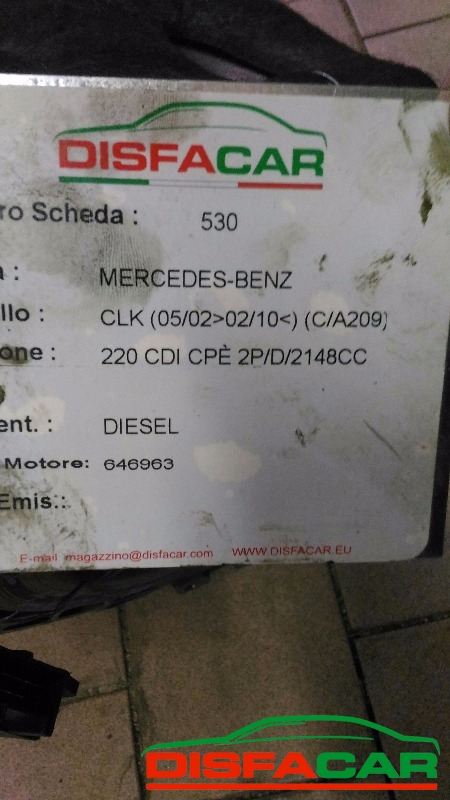 DISFACAR
ro Scheda : 530
a : MERCEDES-BENZ
llo : CLK (05/02>02/10<) (C/A209)
one : 220 CDI CPÈ 2P/D/2148CC
ent. : DIESEL
Motore: 646963
Emis.:
E-mail magazzino@disfacar.com WWW.DISFACAR.EU
DISFACAR